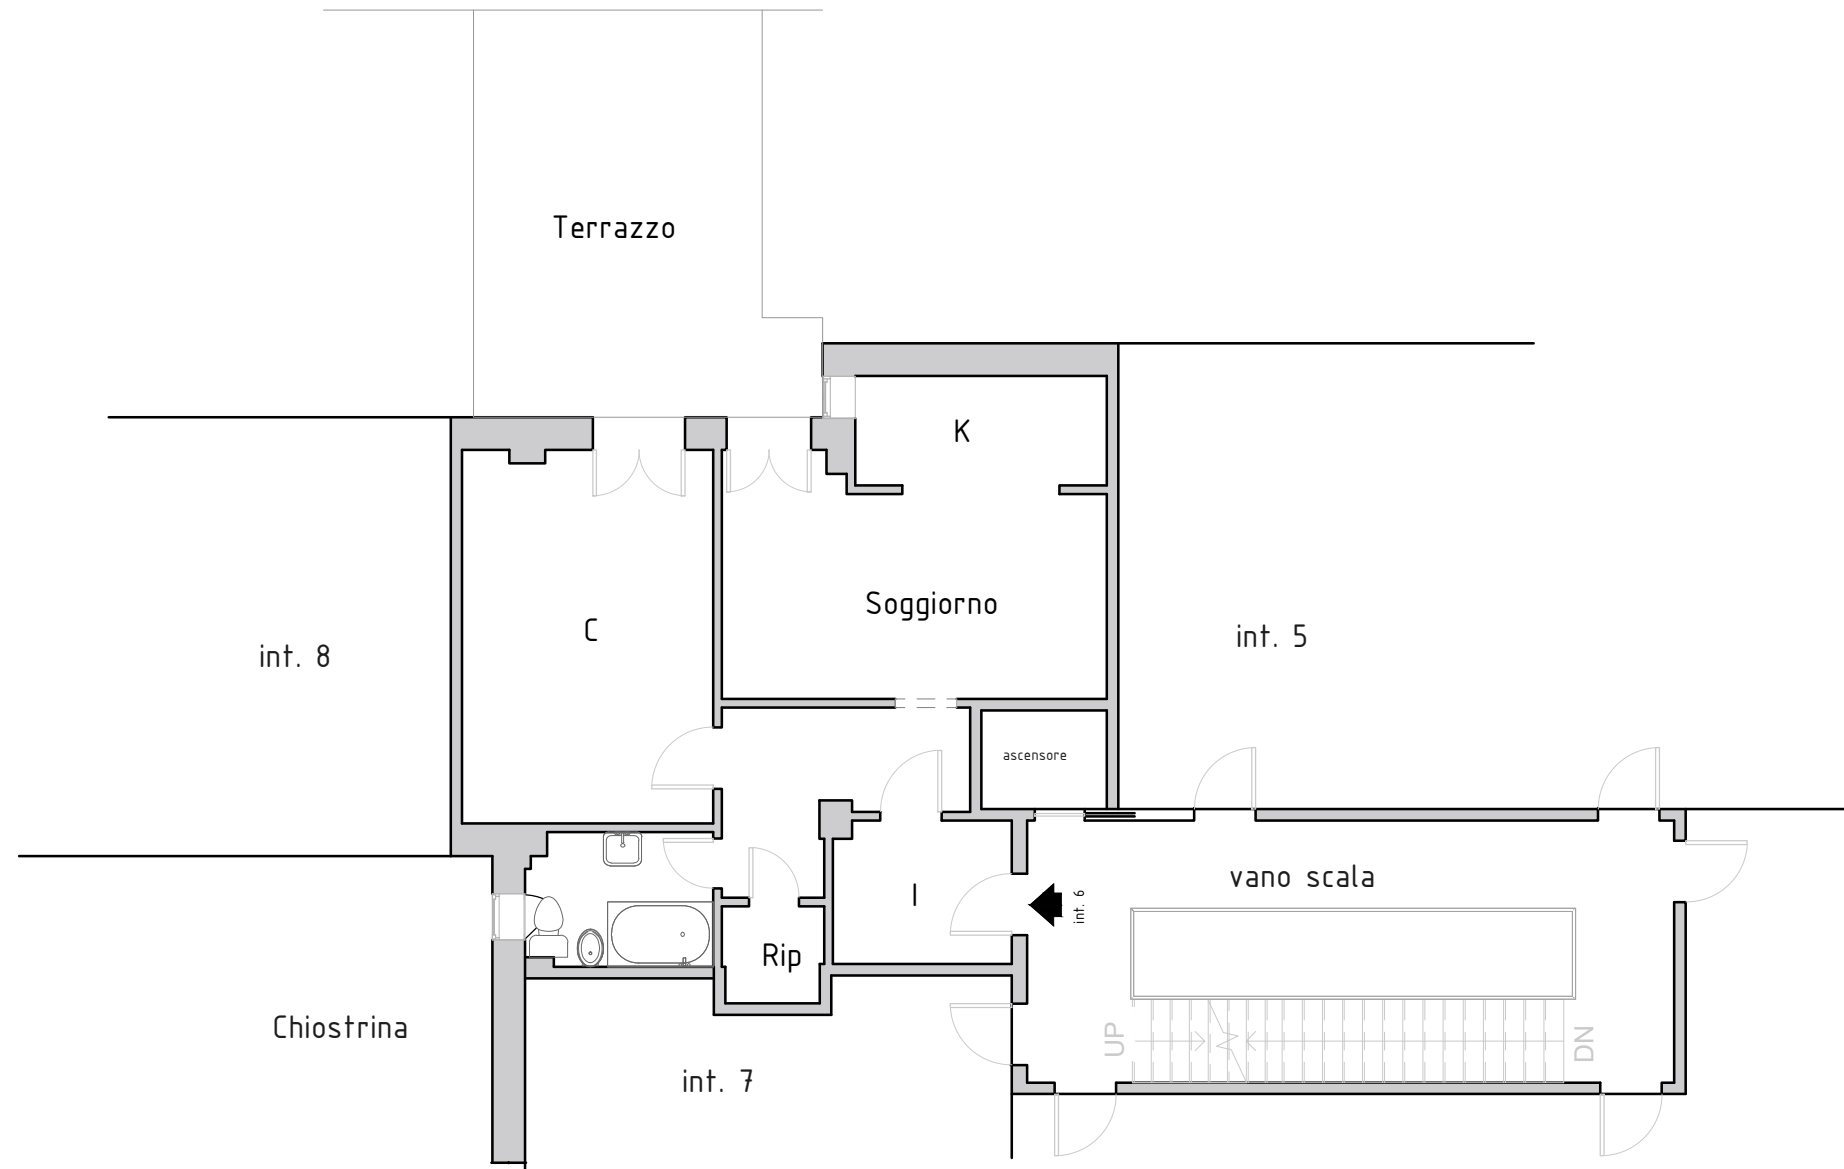 Terrazzo
K
Soggiorno
C
int. 8
int. 5
ascensore
vano scala
I
int. 6
Rip
Chiostrina
UP
DN
int. 7